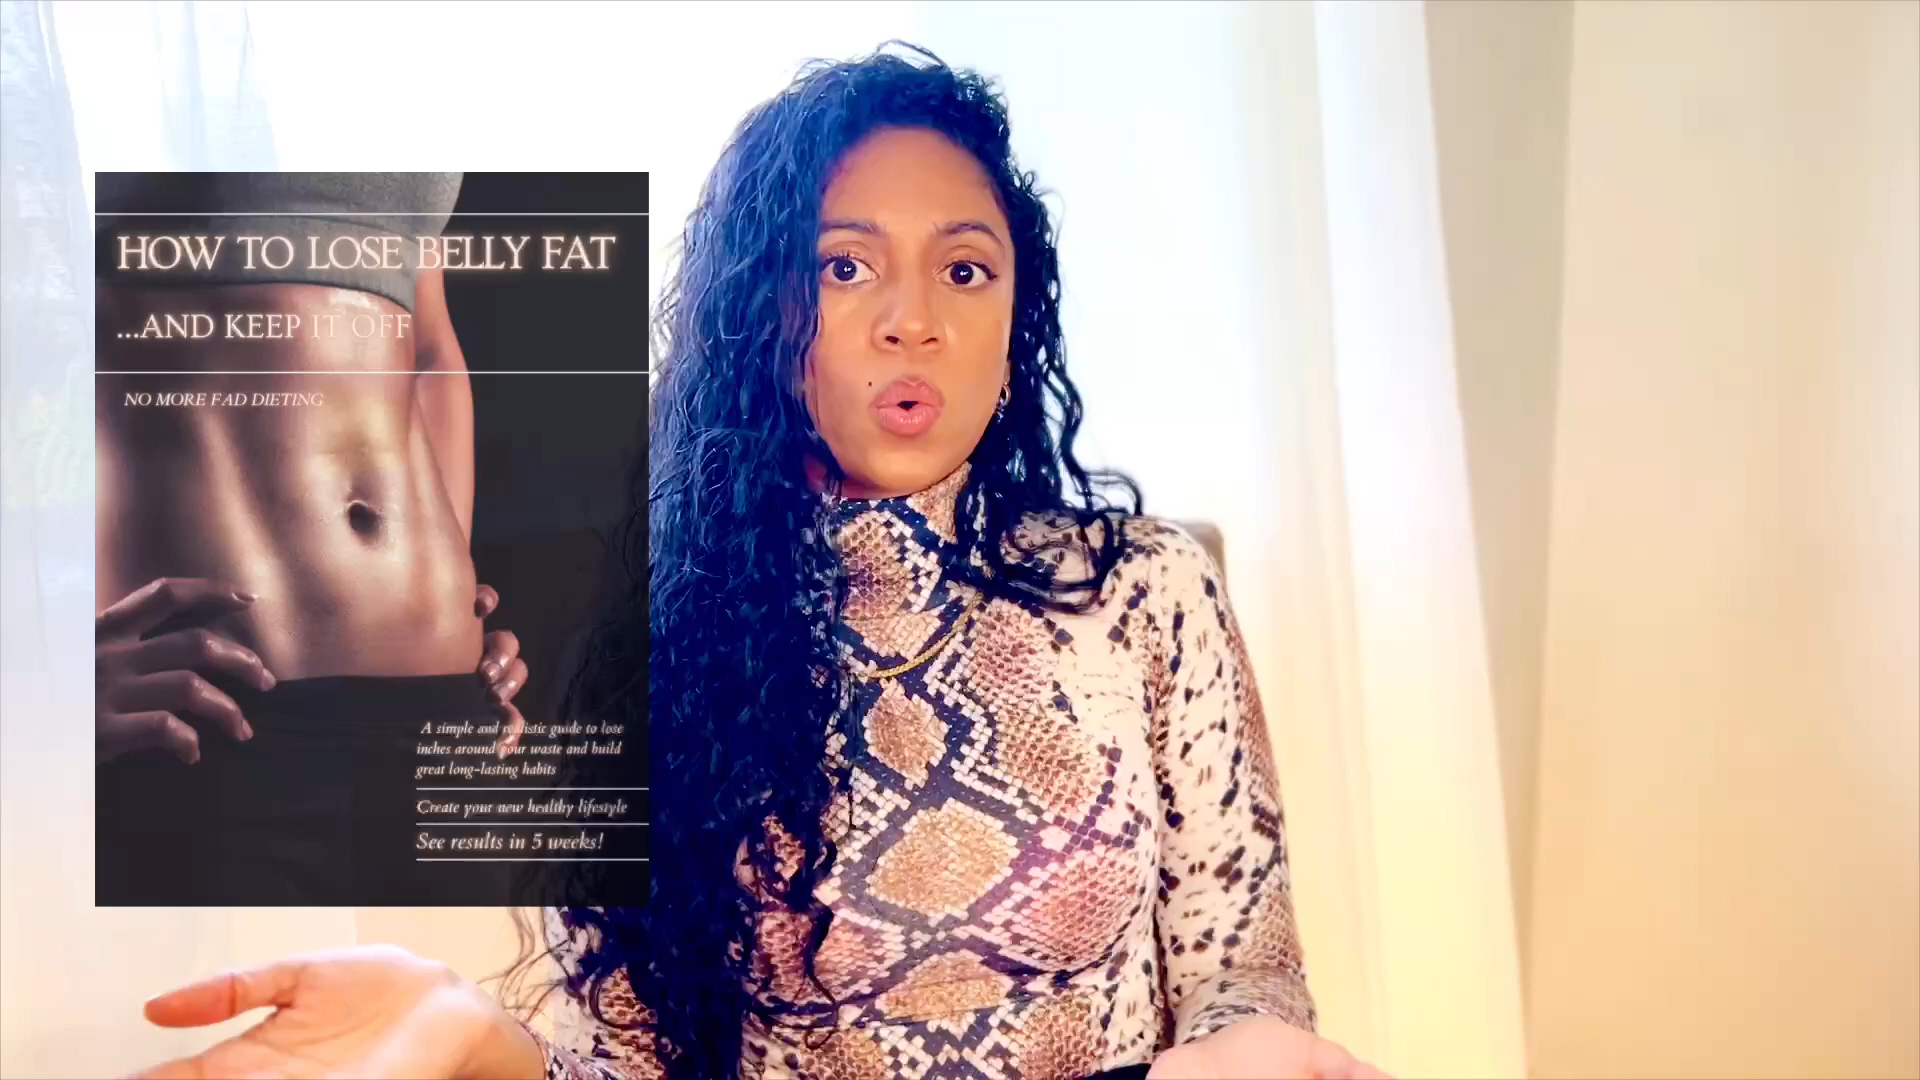 HOW TO LOSE BELLY FAT
...AND KEEP IT OFF
NO MORE FAD DIETING
A simple and realistic guide to lose
inches around your waste and build
great long-lasting habits
Create your new healthy lifestyle
See results in 5 weeks!